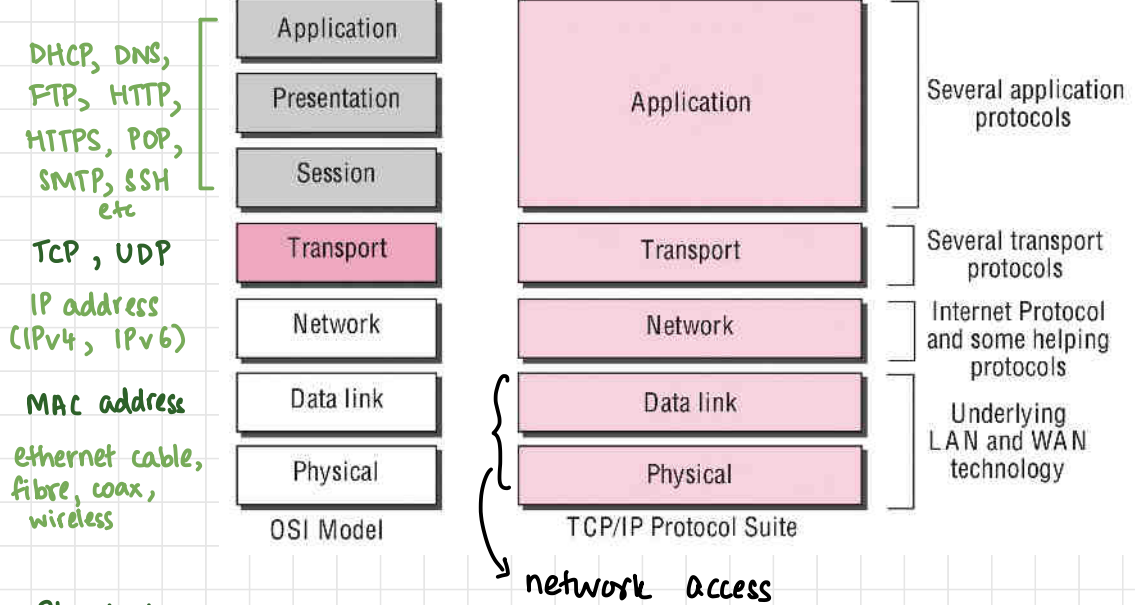 DHCP, DNS,
FTP, HTTP,
HTTPS, POP,
SMTP, SSH
etc
TCP, UDP
IP address
(IPv4, IPv6)
MAC address
ethernet cable,
fibre, coax,
wireless
Application
Presentation
Session
Transport
Network
Data link
Physical
OSI Model
Application
Transport
Network
Data link
Physical
TCP/IP Protocol Suite
network access
Several application
protocols
Several transport
protocols
Internet Protocol
and some helping
protocols
Underlying
LAN and WAN
technology